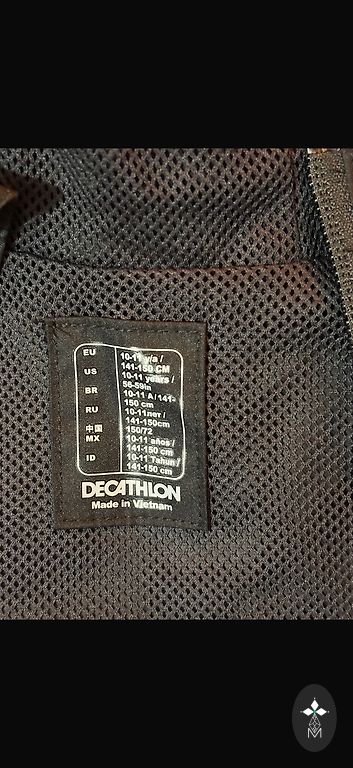 EU 10-11 y/a /
141-150 CM
US 10-11 years /
56-59in
BR 10-11 A / 141-
150 cm
RU 10-11лет /
141-150cm
中国 150/72
MX 10-11 años /
141-150 cm
ID 10-11 Tahun /
141-150 cm
DECATHLON
Made in Vietnam
M